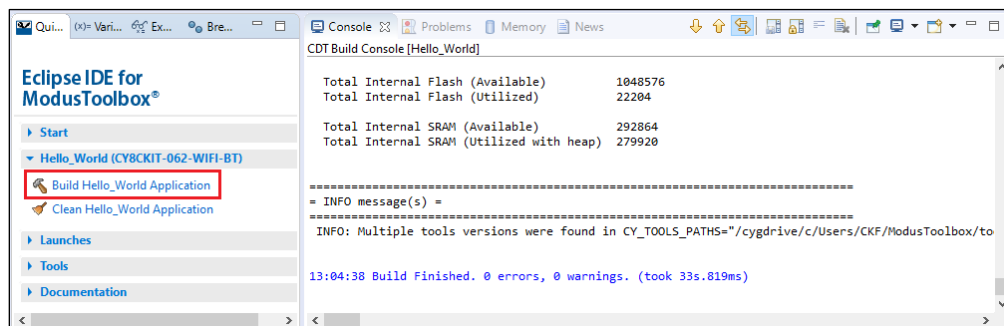 Qui... (x)= Vari... Ex... Bre...
Eclipse IDE for
ModusToolbox®
Start
Hello_World (CY8CKIT-062-WIFI-BT)
Build Hello_World Application
Clean Hello_World Application
Launches
Tools
Documentation
Console Problems Memory News
CDT Build Console [Hello_World]
Total Internal Flash (Available) 1048576
Total Internal Flash (Utilized) 22204
Total Internal SRAM (Available) 292864
Total Internal SRAM (Utilized with heap) 279920
==============================================================================
= INFO message(s) =
==============================================================================
INFO: Multiple tools versions were found in CY_TOOLS_PATHS="/cygdrive/c/Users/CKF/ModusToolbox/to
13:04:38 Build Finished. 0 errors, 0 warnings. (took 33s.819ms)